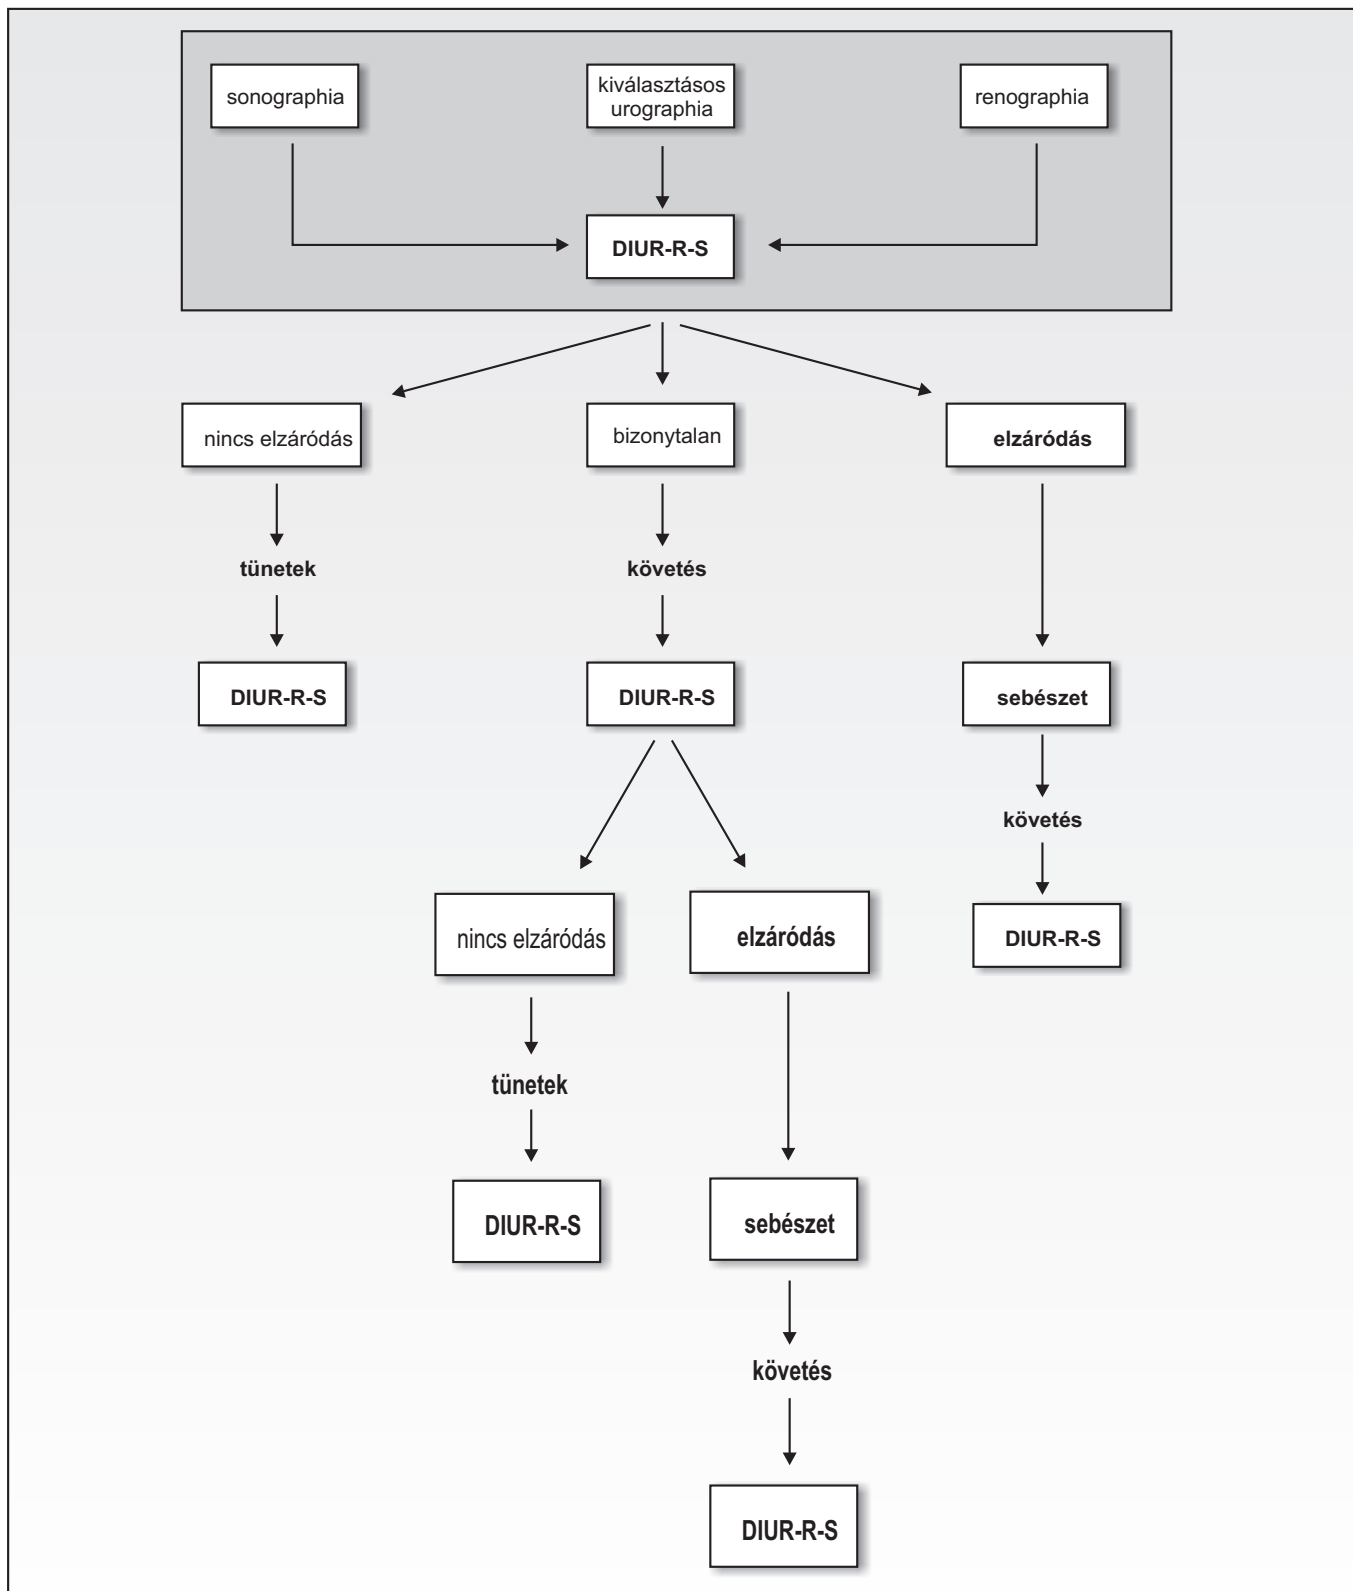 sonographia
kiválasztásos
urographia
renographia
DIUR-R-S
nincs elzáródás
bizonytalan
elzáródás
tünetek
követés
DIUR-R-S
DIUR-R-S
sebészet
követés
nincs elzáródás
elzáródás
DIUR-R-S
tünetek
DIUR-R-S
sebészet
követés
DIUR-R-S